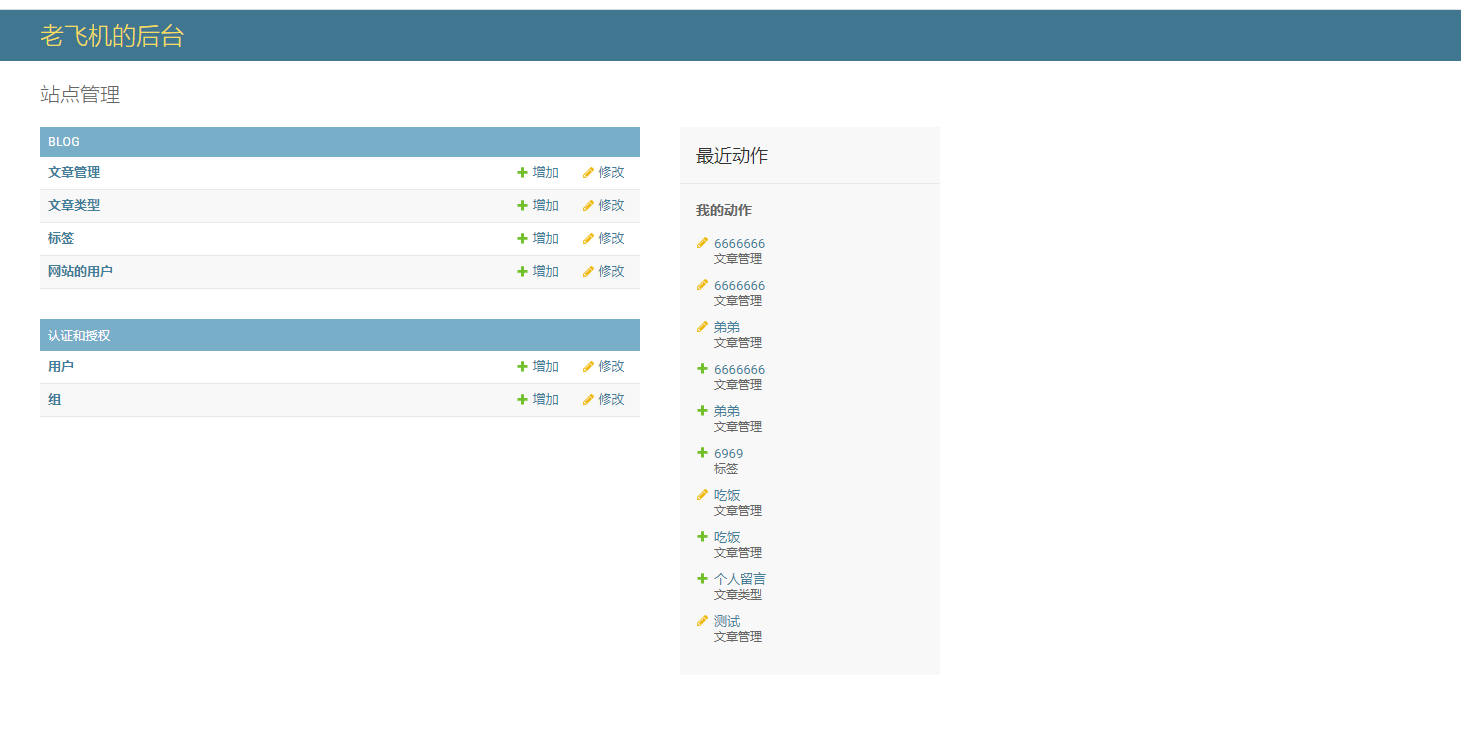 老飞机的后台
站点管理
BLOG
文章管理 增加 修改
文章类型 增加 修改
标签 增加 修改
网站的用户 增加 修改
认证和授权
用户 增加 修改
组 增加 修改
最近动作
我的动作
6666666
文章管理
6666666
文章管理
弟弟
文章管理
6666666
文章管理
弟弟
文章管理
6969
标签
吃饭
文章管理
吃饭
文章管理
个人留言
文章类型
测试
文章管理